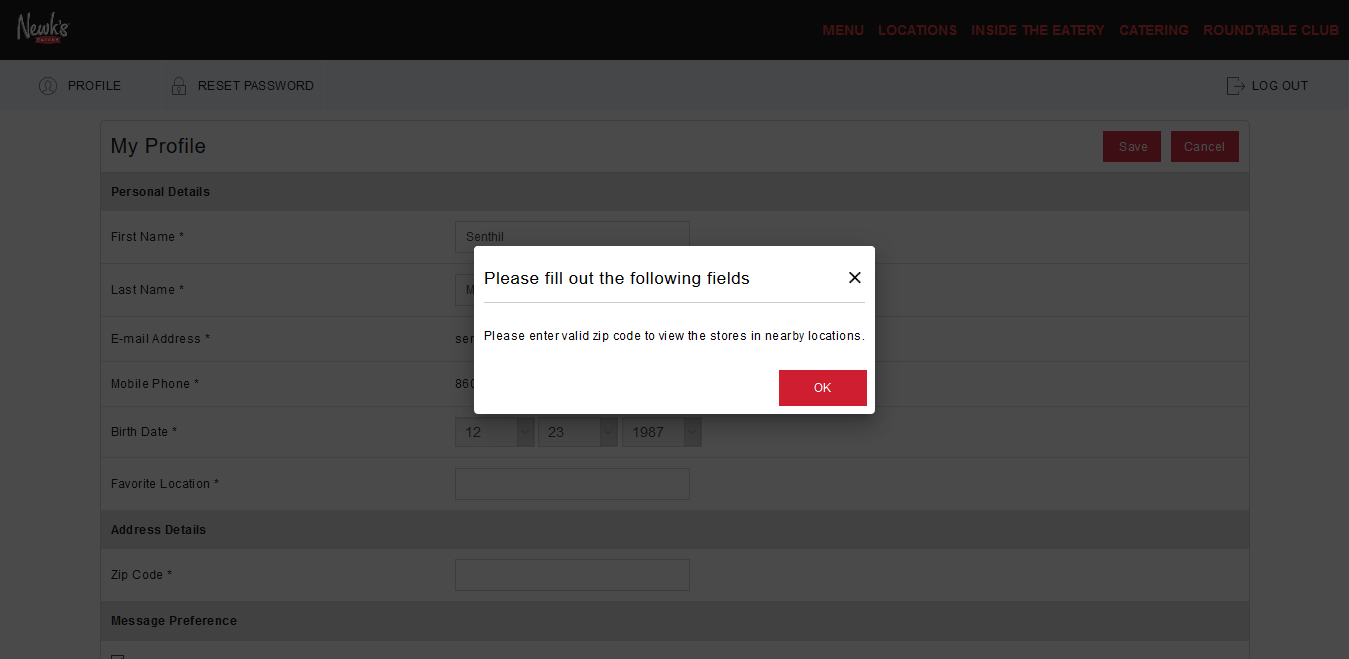 Newk's
EATERY
MENU LOCATIONS INSIDE THE EATERY CATERING ROUNDTABLE CLUB
PROFILE RESET PASSWORD LOG OUT
My Profile Save Cancel
Personal Details
First Name * Senthil
Last Name *
E-mail Address *
Mobile Phone * 860
Birth Date * 12 23 1987
Favorite Location *
Address Details
Zip Code *
Message Preference
Please fill out the following fields
Please enter valid zip code to view the stores in nearby locations.
OK